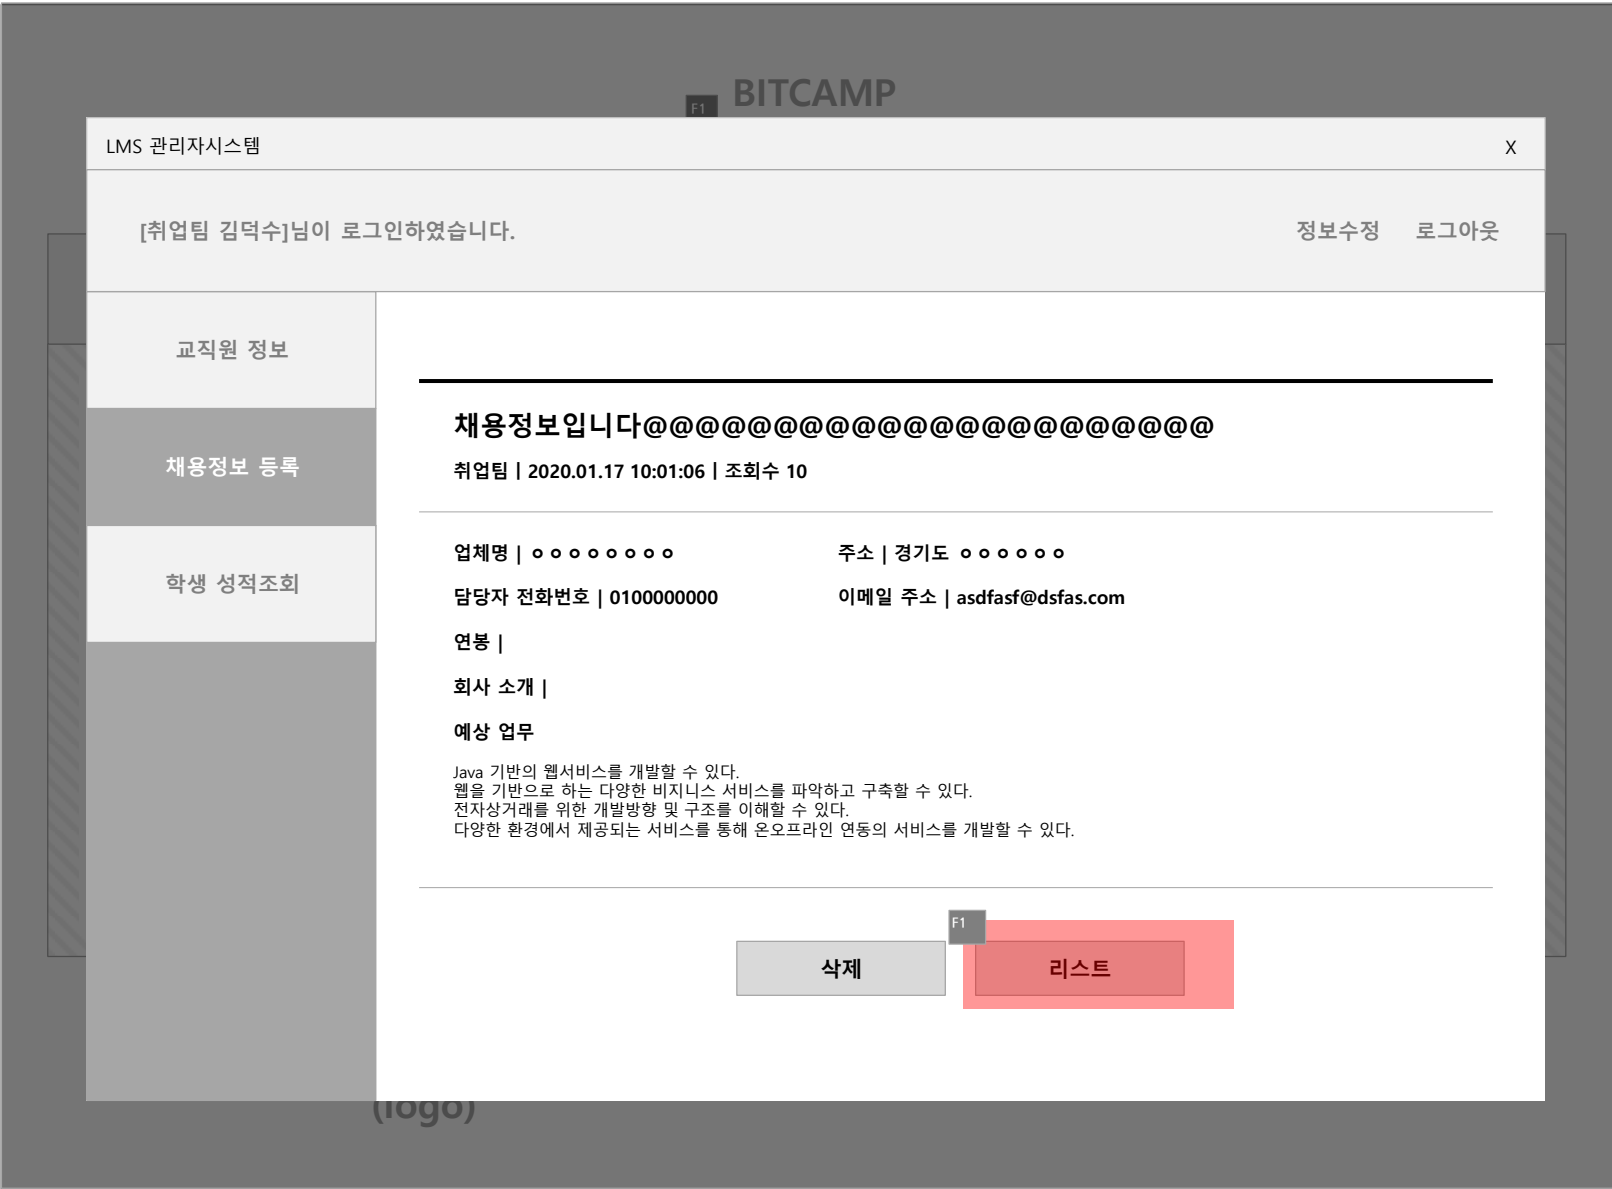 BITCAMP
F1
LMS 관리자시스템
X
[취업팀 김덕수]님이 로그인하였습니다.
정보수정
로그아웃
교직원 정보
채용정보 등록
학생 성적조회
채용정보입니다@@@@@@@@@@@@@@@@@@@@@@
취업팀 | 2020.01.17 10:01:06 | 조회수 10
업체명 | ㅇㅇㅇㅇㅇㅇㅇㅇ
주소 | 경기도 ㅇㅇㅇㅇㅇㅇ
담당자 전화번호 | 0100000000
이메일 주소 | asdfasf@dsfas.com
연봉 |
회사 소개 |
예상 업무
Java 기반의 웹서비스를 개발할 수 있다.
웹을 기반으로 하는 다양한 비지니스 서비스를 파악하고 구축할 수 있다.
전자상거래를 위한 개발방향 및 구조를 이해할 수 있다.
다양한 환경에서 제공되는 서비스를 통해 온오프라인 연동의 서비스를 개발할 수 있다.
F1
삭제
리스트
(logo)